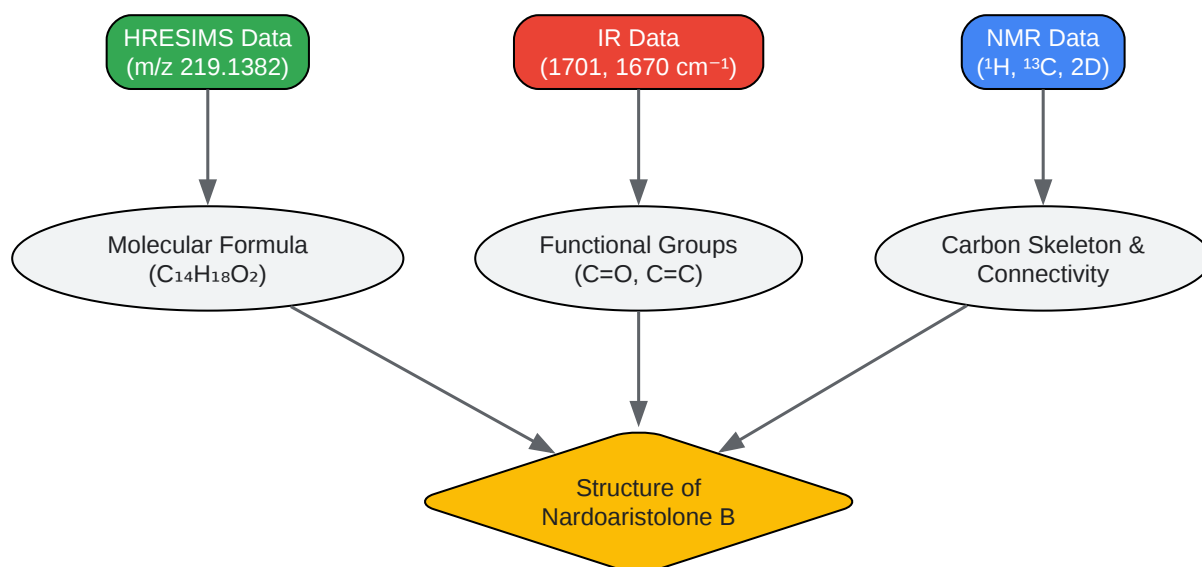 HRESIMS Data
(m/z 219.1382)
IR Data
(1701, 1670 cm⁻¹)
NMR Data
(¹H, ¹³C, 2D)
Molecular Formula
(C₁₄H₁₈O₂)
Functional Groups
(C=O, C=C)
Carbon Skeleton &
Connectivity
Structure of
Nardoaristolone B